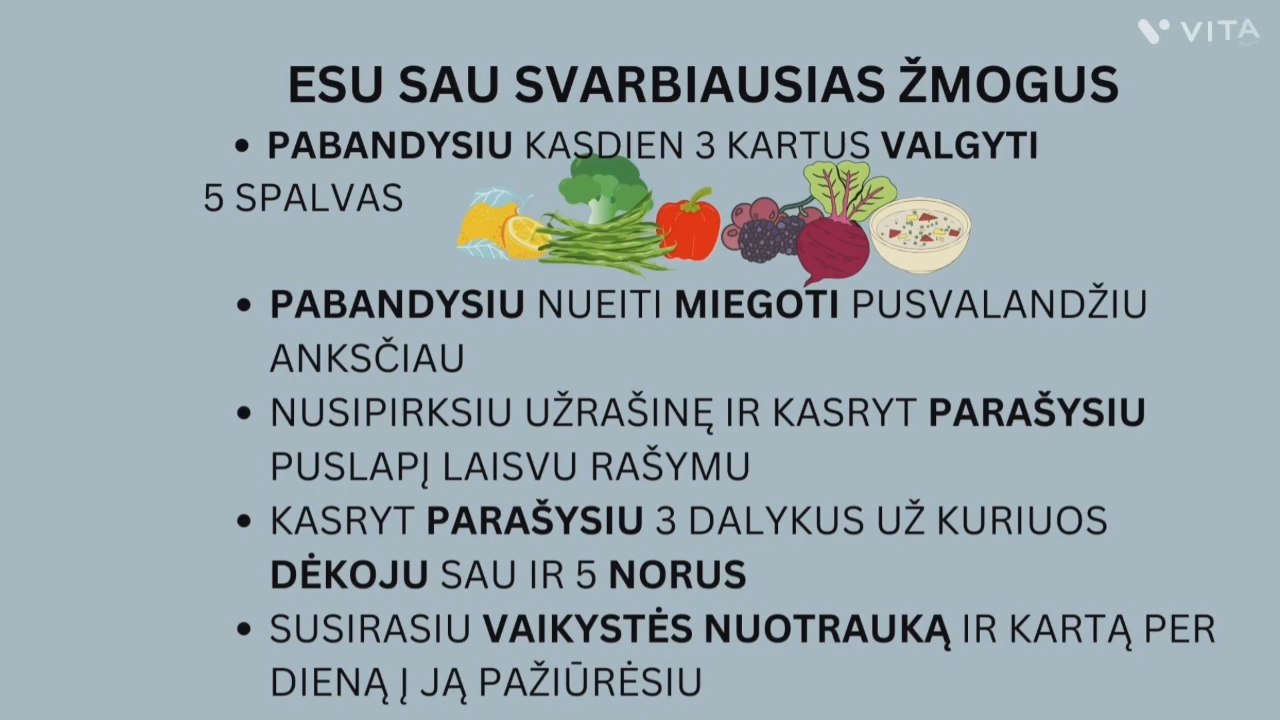 VITA
ESU SAU SVARBIAUSIAS ŽMOGUS
• PABANDYSIU KASDIEN 3 KARTUS VALGYTI
5 SPALVAS
• PABANDYSIU NUEITI MIEGOTI PUSVALANDŽIU
ANKSČIAU
• NUSIPIRKSIU UŽRAŠINĘ IR KASRYT PARAŠYSIU
PUSLAPĮ LAISVU RAŠYMU
• KASRYT PARAŠYSIU 3 DALYKUS UŽ KURIUOS
DĖKOJU SAU IR 5 NORUS
• SUSIRASIU VAIKYSTĖS NUOTRAUKĄ IR KARTĄ PER
DIENĄ Į JĄ PAŽIŪRĖSIU